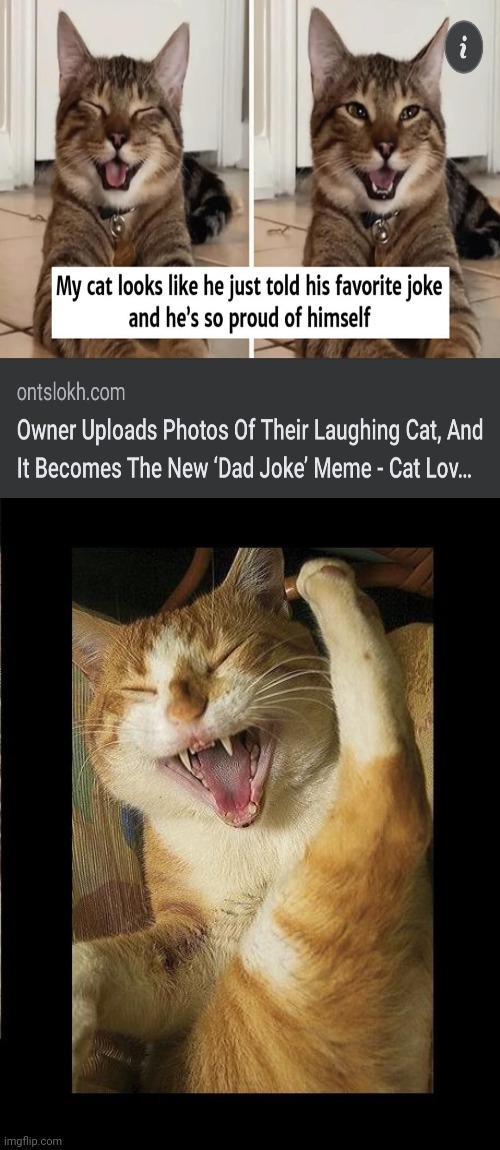 i
My cat looks like he just told his favorite joke
and he's so proud of himself
ontslokh.com
Owner Uploads Photos Of Their Laughing Cat, And
It Becomes The New ‘Dad Joke’ Meme - Cat Lov...
imgflip.com